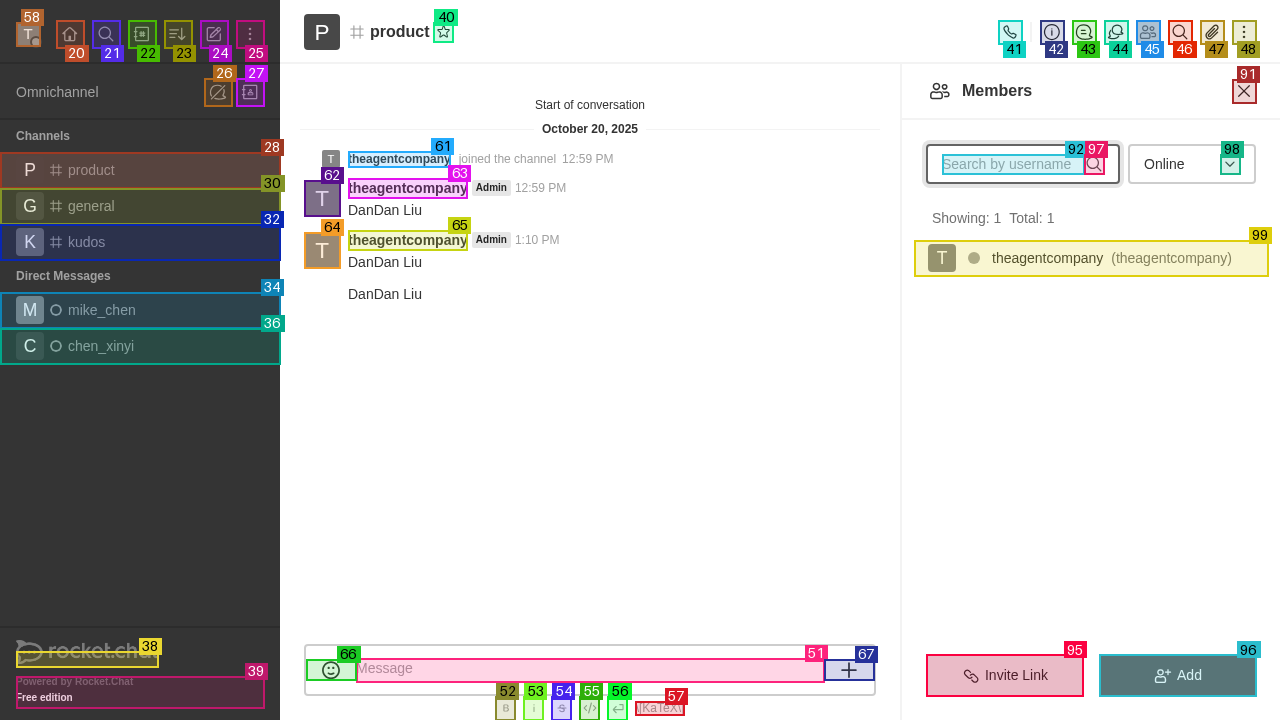 58
T
20
21
22
23
24
25
P
# product
40
41
42
43
44
45
46
47
48
Omnichannel
26
27
Channels
28
P # product
30
G # general
32
K # kudos
Direct Messages
34
M mike_chen
36
C chen_xinyi
38
rocket.cha
39
Powered by Rocket.Chat
Free edition
Start of conversation
October 20, 2025
61
T theagentcompany joined the channel 12:59 PM
62
63
T theagentcompany Admin 12:59 PM
DanDan Liu
64
65
T theagentcompany Admin 1:10 PM
DanDan Liu
DanDan Liu
66
51
67
Message
52
53
54
55
56
57
B
i
S
</>
\[KaTeX\]
Members
91
92
97
98
Search by username
Online
Showing: 1 Total: 1
99
T theagentcompany (theagentcompany)
95
96
Invite Link
Add